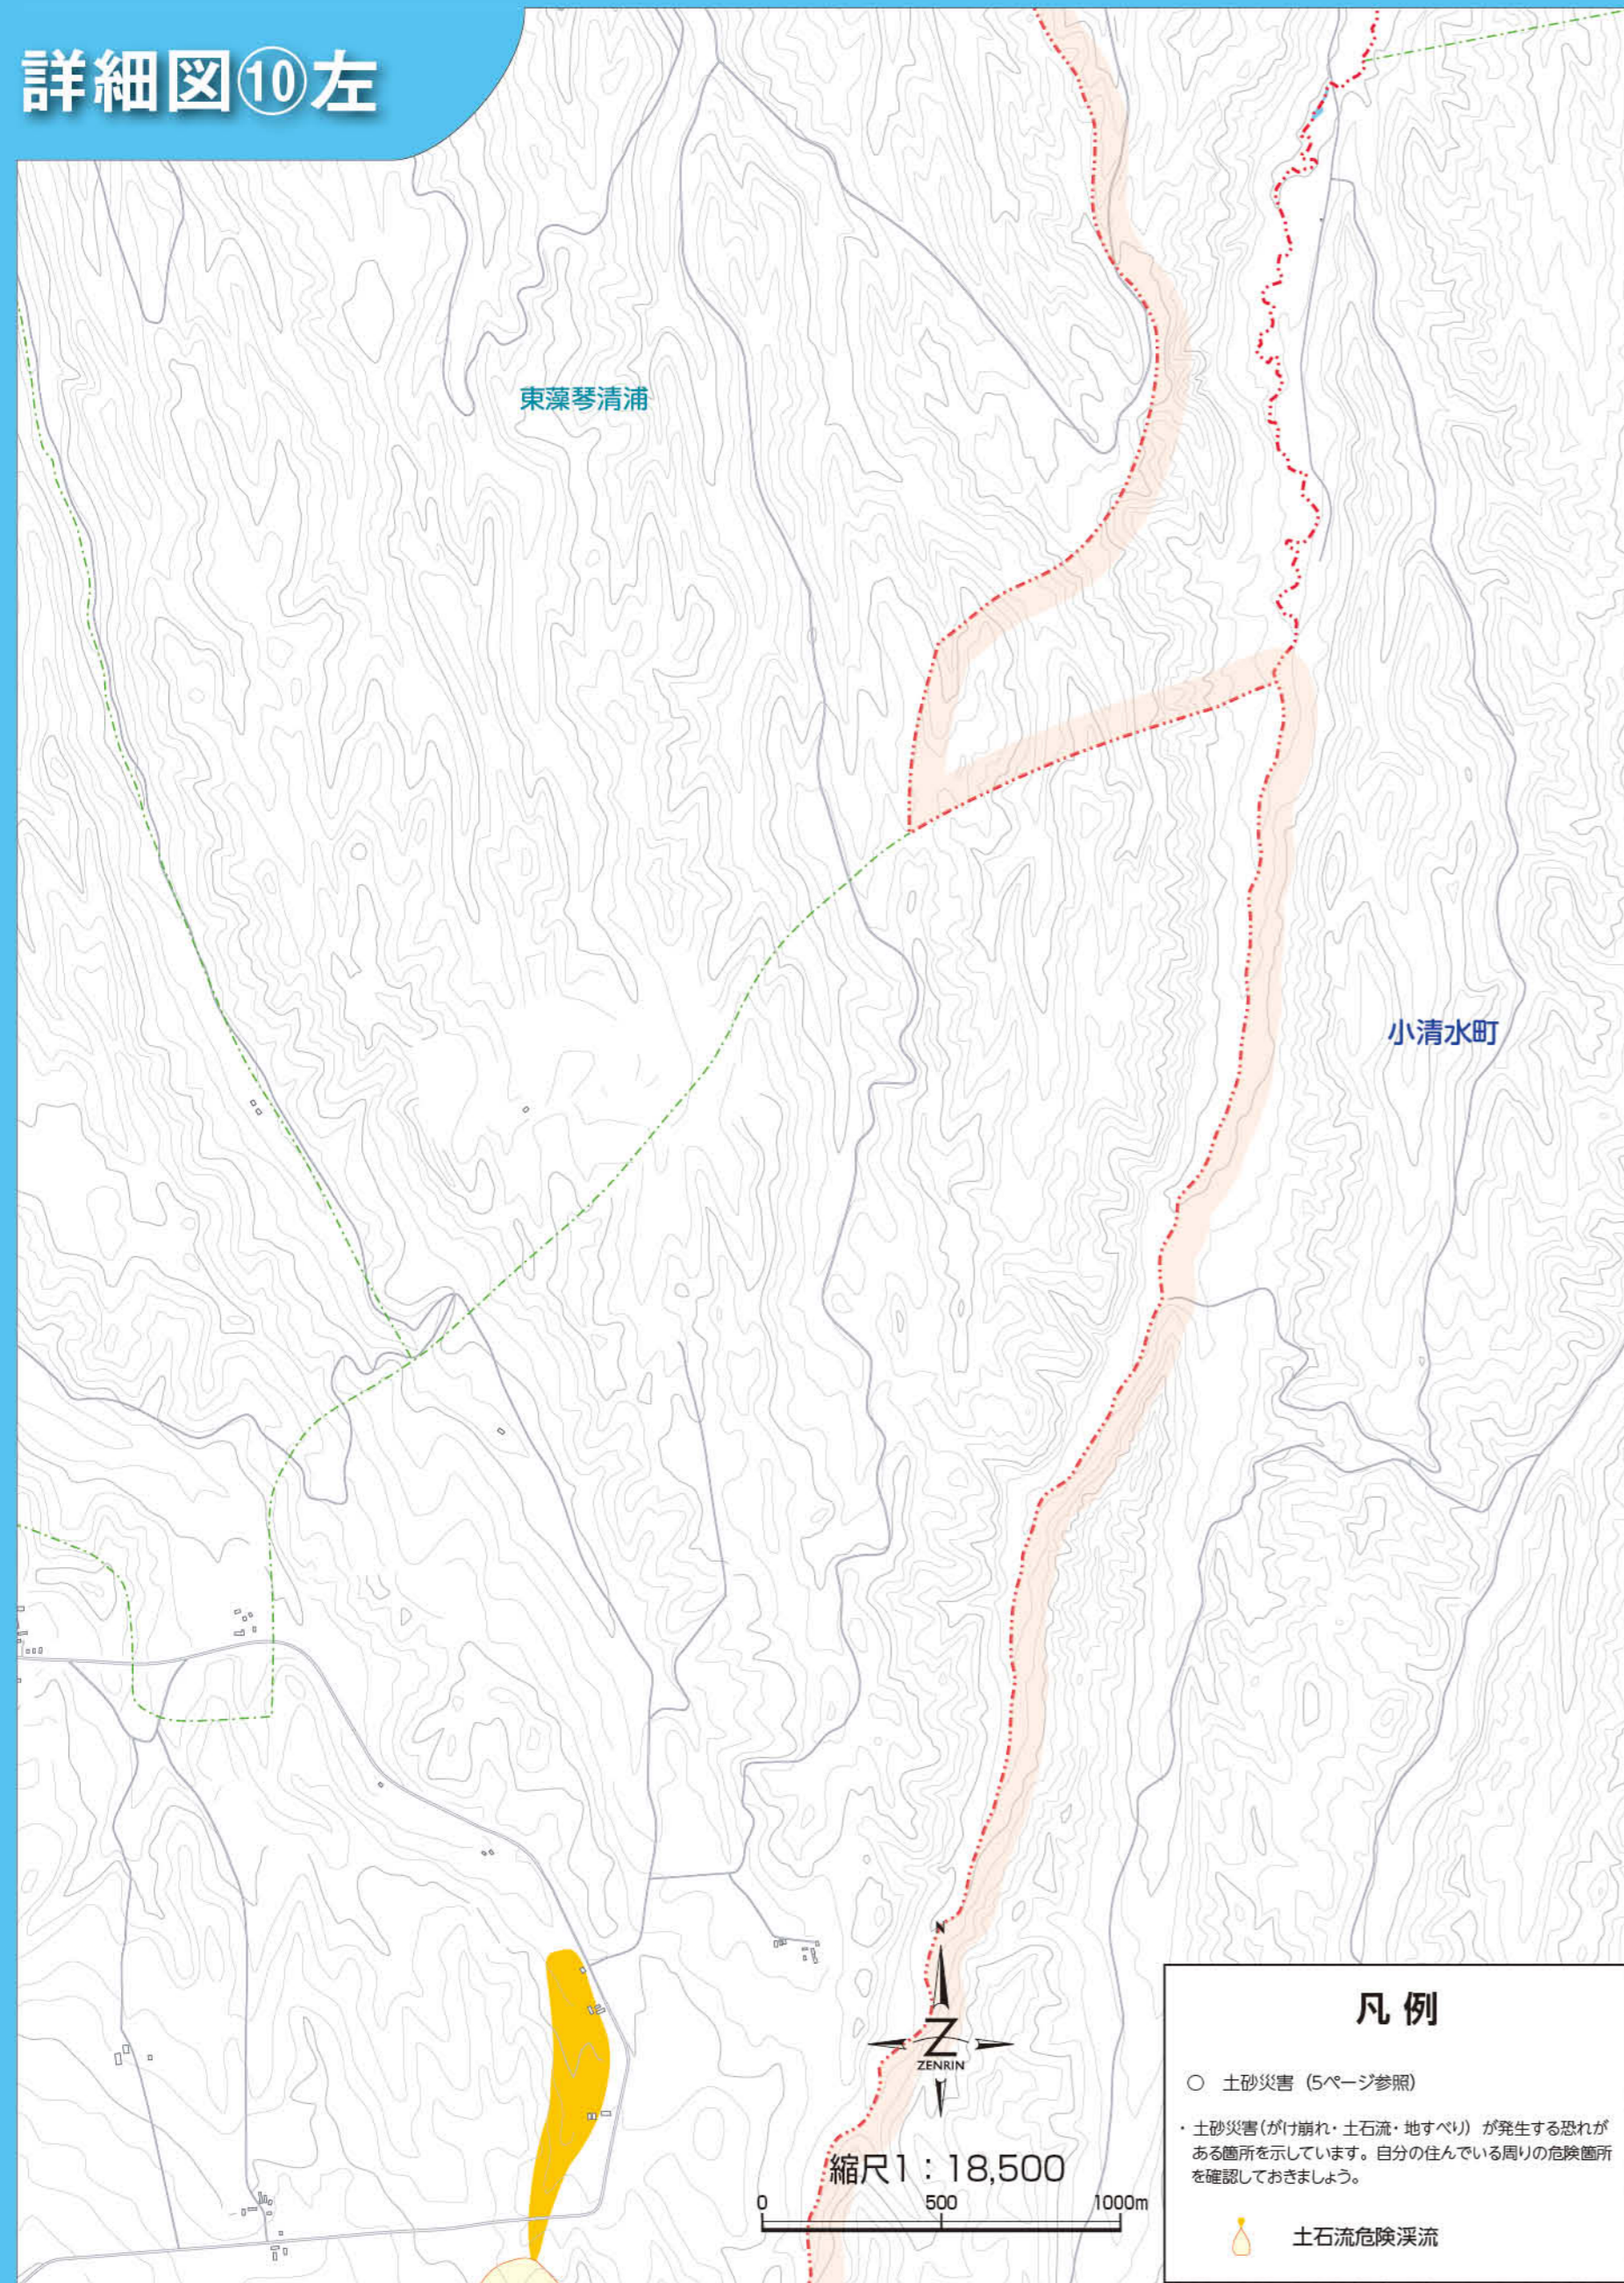 詳細図⑩左
東藻琴清浦
小清水町
N
Z
ZENRIN
縮尺1：18,500
0 500 1000m
凡例
○ 土砂災害（5ページ参照）
・土砂災害(がけ崩れ・土石流・地すべり）が発生する恐れが
ある箇所を示しています。自分の住んでいる周りの危険箇所
を確認しておきましょう。
土石流危険渓流